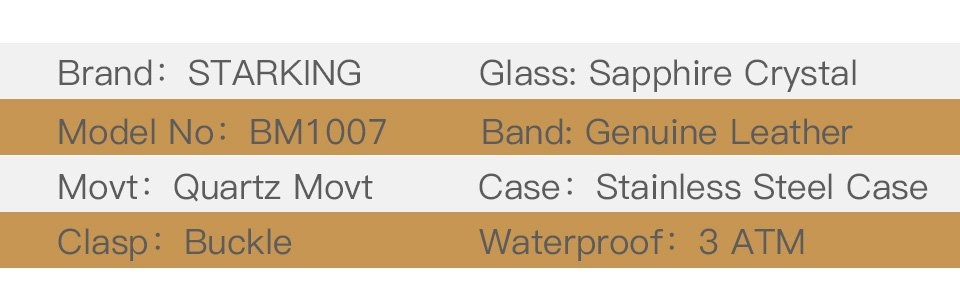 Brand：STARKING Glass: Sapphire Crystal
Model No：BM1007 Band: Genuine Leather
Movt：Quartz Movt Case：Stainless Steel Case
Clasp：Buckle Waterproof：3 ATM